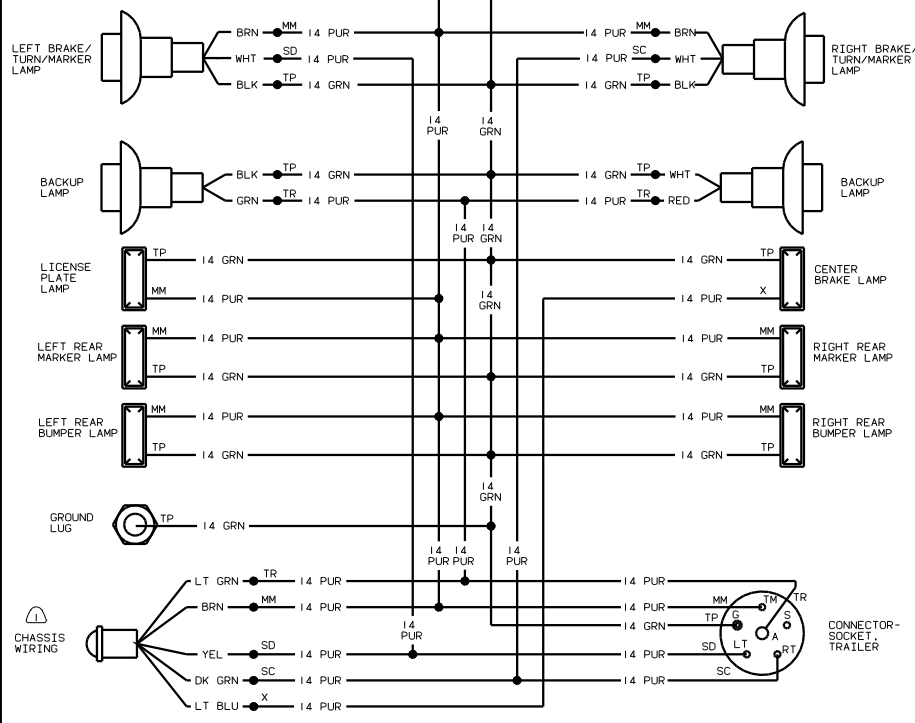 BRN MM 14 PUR 14 PUR MM BRN
LEFT BRAKE/
TURN/MARKER
LAMP
WHT SD 14 PUR 14 PUR SC WHT
RIGHT BRAKE/
TURN/MARKER
LAMP
BLK TP 14 GRN 14 GRN TP BLK
14
PUR
14
GRN
BACKUP
LAMP
BLK TP 14 GRN 14 GRN TP WHT
GRN TR 14 PUR 14 PUR TR RED
BACKUP
LAMP
14
PUR
14
GRN
LICENSE
PLATE
LAMP
TP 14 GRN 14 GRN TP
MM 14 PUR 14 PUR X
CENTER
BRAKE LAMP
14
GRN
LEFT REAR
MARKER LAMP
MM 14 PUR 14 PUR MM
TP 14 GRN 14 GRN TP
RIGHT REAR
MARKER LAMP
LEFT REAR
BUMPER LAMP
MM 14 PUR 14 PUR MM
TP 14 GRN 14 GRN TP
RIGHT REAR
BUMPER LAMP
14
GRN
GROUND
LUG
TP 14 GRN
14
PUR
14
PUR
14
PUR
LT GRN TR 14 PUR 14 PUR TR
BRN MM 14 PUR 14 PUR MM TM
14 GRN TP G S
14
PUR
1
CHASSIS
WIRING
A
CONNECTOR-
SOCKET,
TRAILER
YEL SD 14 PUR 14 PUR SD LT RT
DK GRN SC 14 PUR 14 PUR SC
LT BLU X 14 PUR